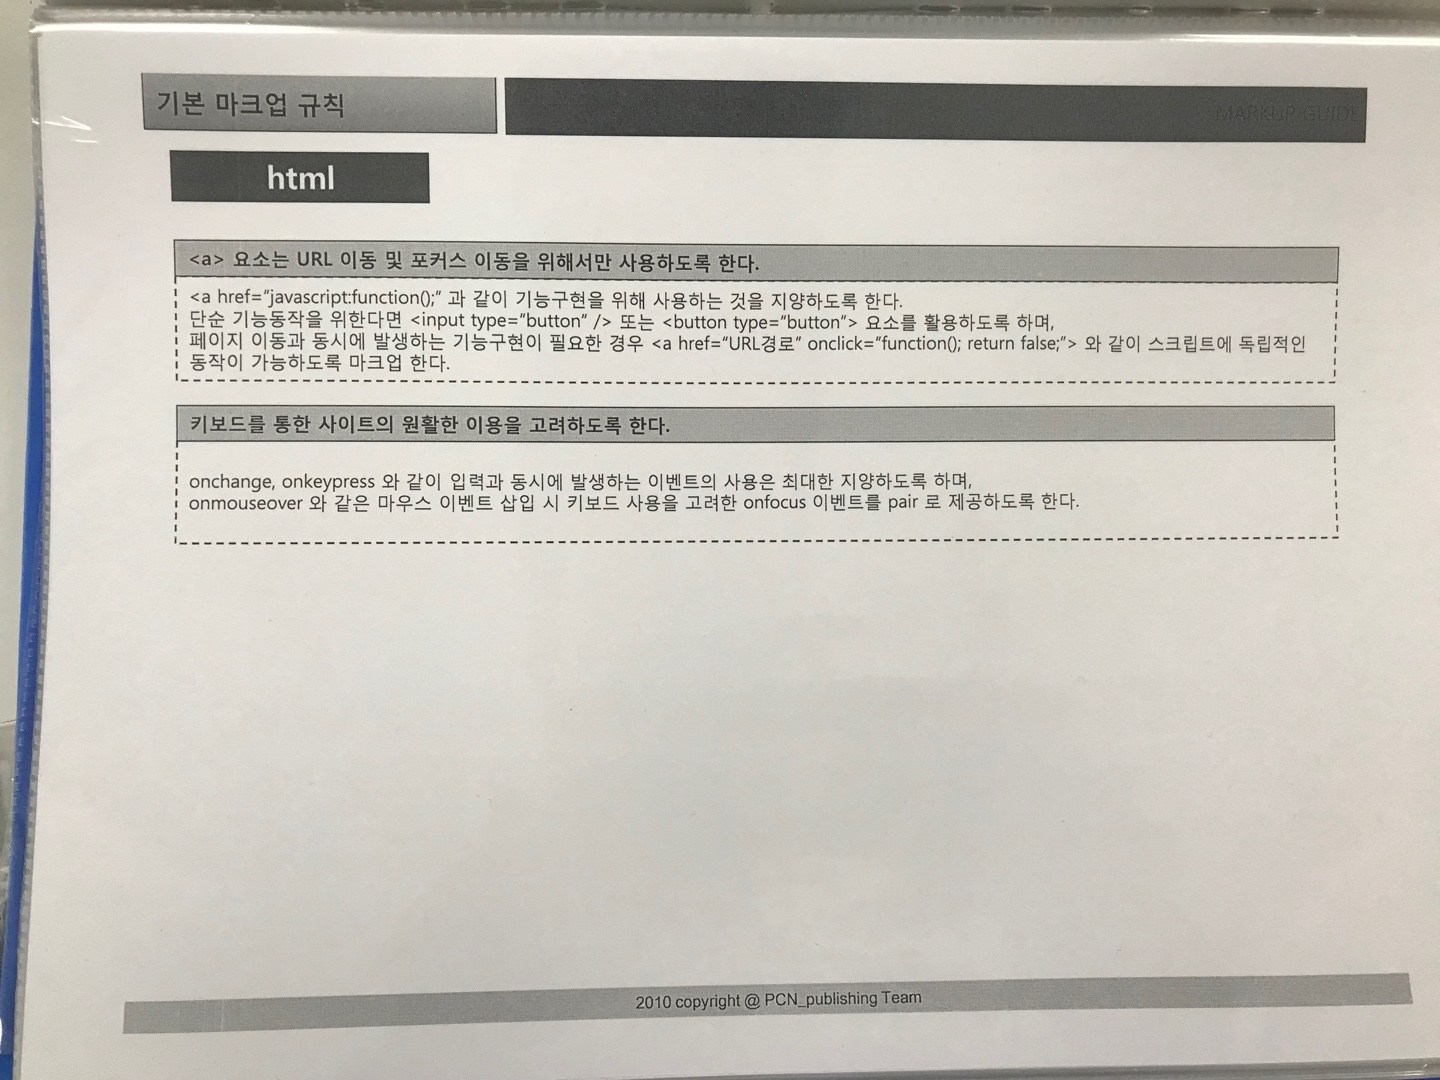 기본 마크업 규칙
MARKUP GUIDE
html
<a> 요소는 URL 이동 및 포커스 이동을 위해서만 사용하도록 한다.
<a href="javascript:function();" 과 같이 기능구현을 위해 사용하는 것을 지양하도록 한다.
단순 기능동작을 위한다면 <input type="button" /> 또는 <button type="button"> 요소를 활용하도록 하며,
페이지 이동과 동시에 발생하는 기능구현이 필요한 경우 <a href="URL경로" onclick="function(); return false;"> 와 같이 스크립트에 독립적인
동작이 가능하도록 마크업 한다.
키보드를 통한 사이트의 원활한 이용을 고려하도록 한다.
onchange, onkeypress 와 같이 입력과 동시에 발생하는 이벤트의 사용은 최대한 지양하도록 하며,
onmouseover 와 같은 마우스 이벤트 삽입 시 키보드 사용을 고려한 onfocus 이벤트를 pair 로 제공하도록 한다.
2010 copyright @ PCN_publishing Team